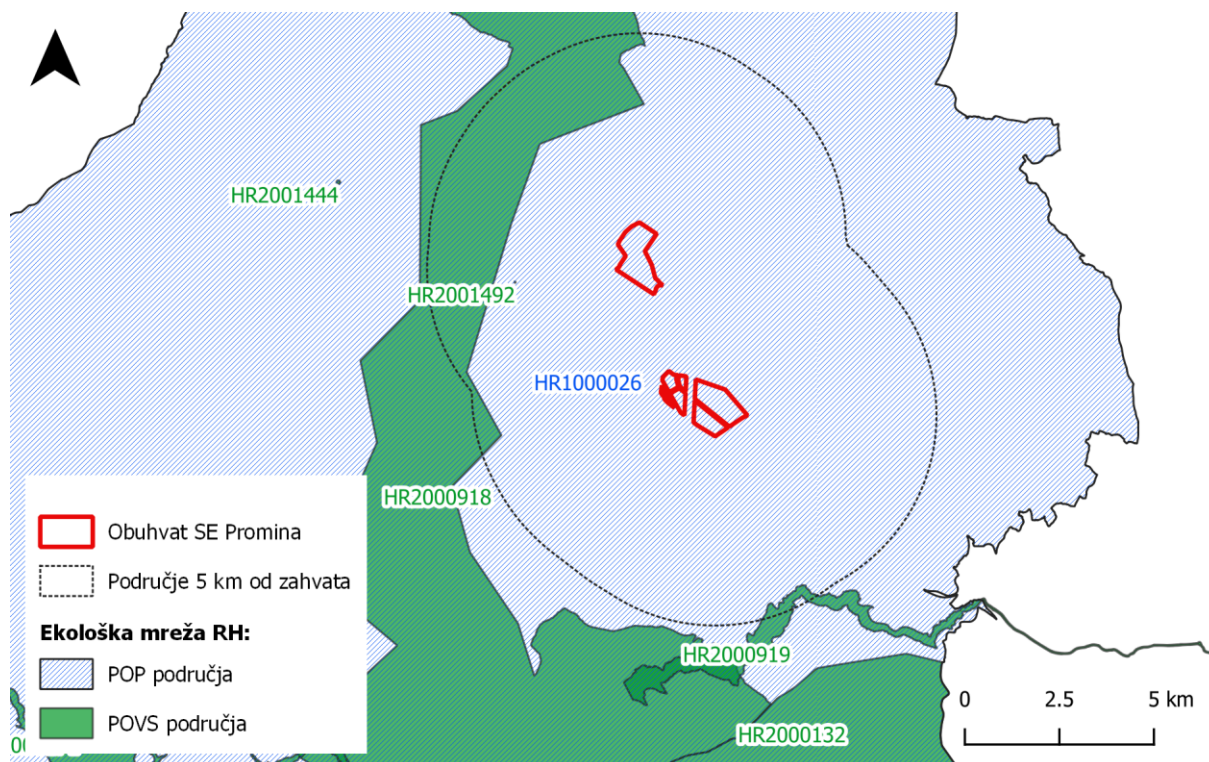 HR2001444
HR2001492
HR1000026
HR2000918
Obuhvat SE Promina
Područje 5 km od zahvata
Ekološka mreža RH:
POP područja
POVS područja
HR2000919
HR2000132
0 2.5 5 km